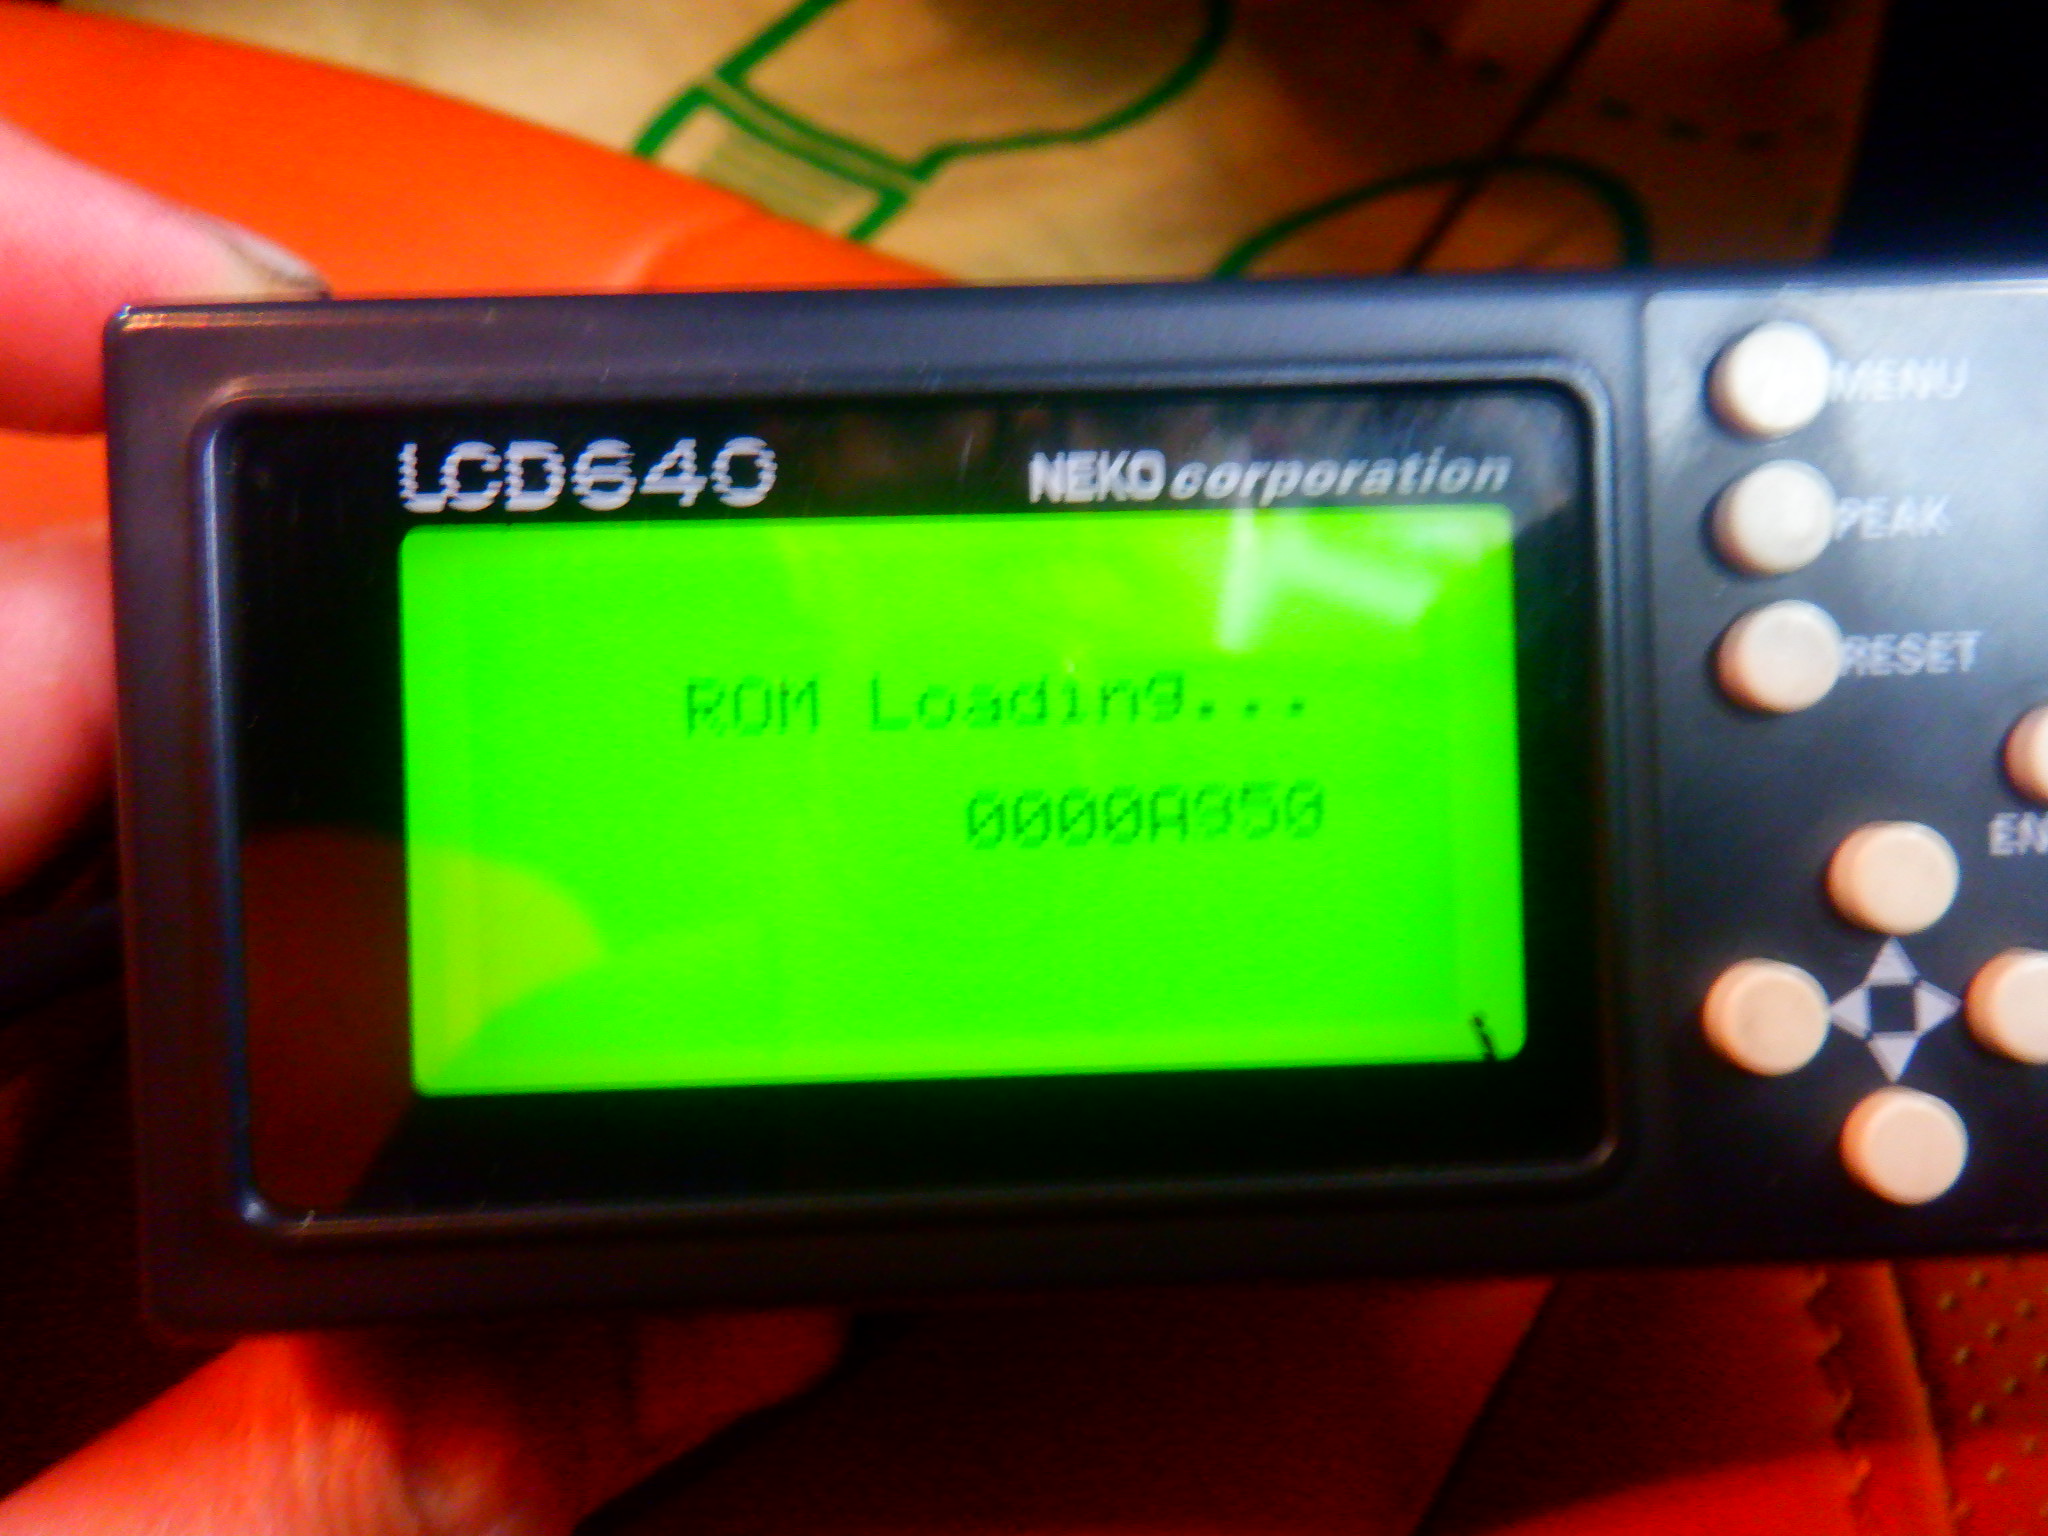 LCD640
NEKO corporation
ROM Loading...
0000A950
MENU
PEAK
RESET